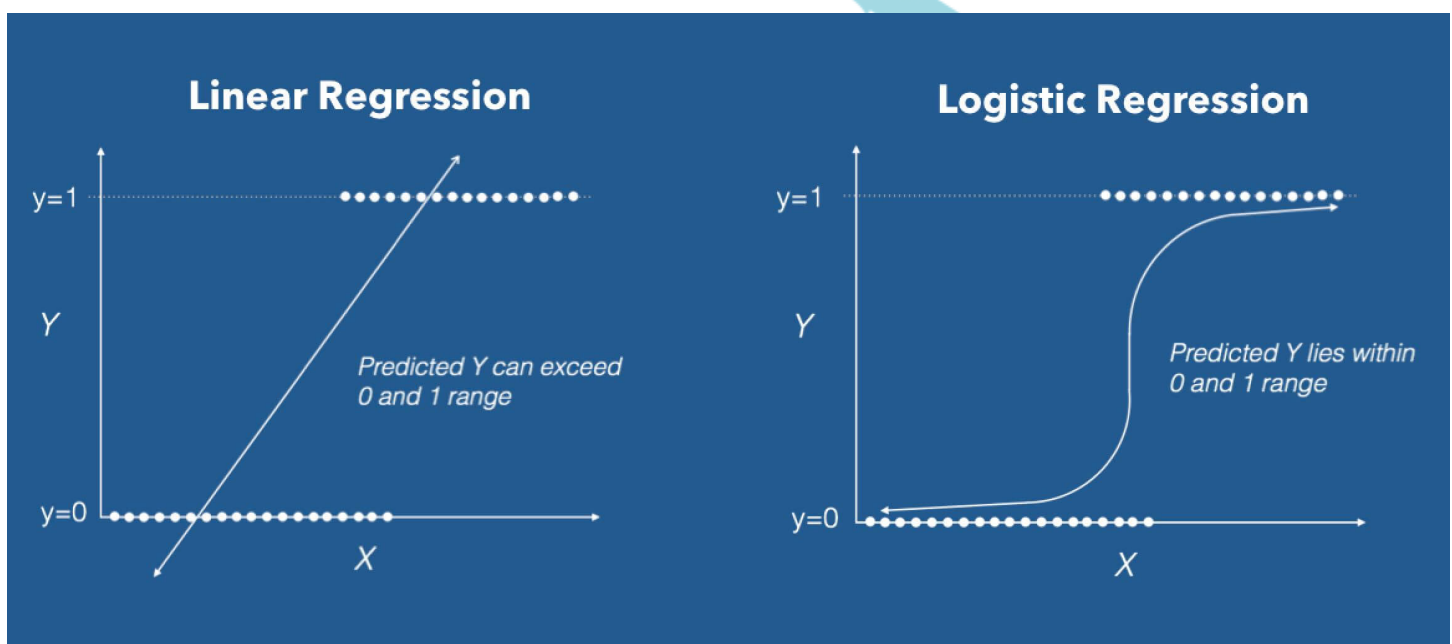 Linear Regression
y=1
Y
Predicted Y can exceed
0 and 1 range
y=0
X
Logistic Regression
y=1
Y
Predicted Y lies within
0 and 1 range
y=0
X